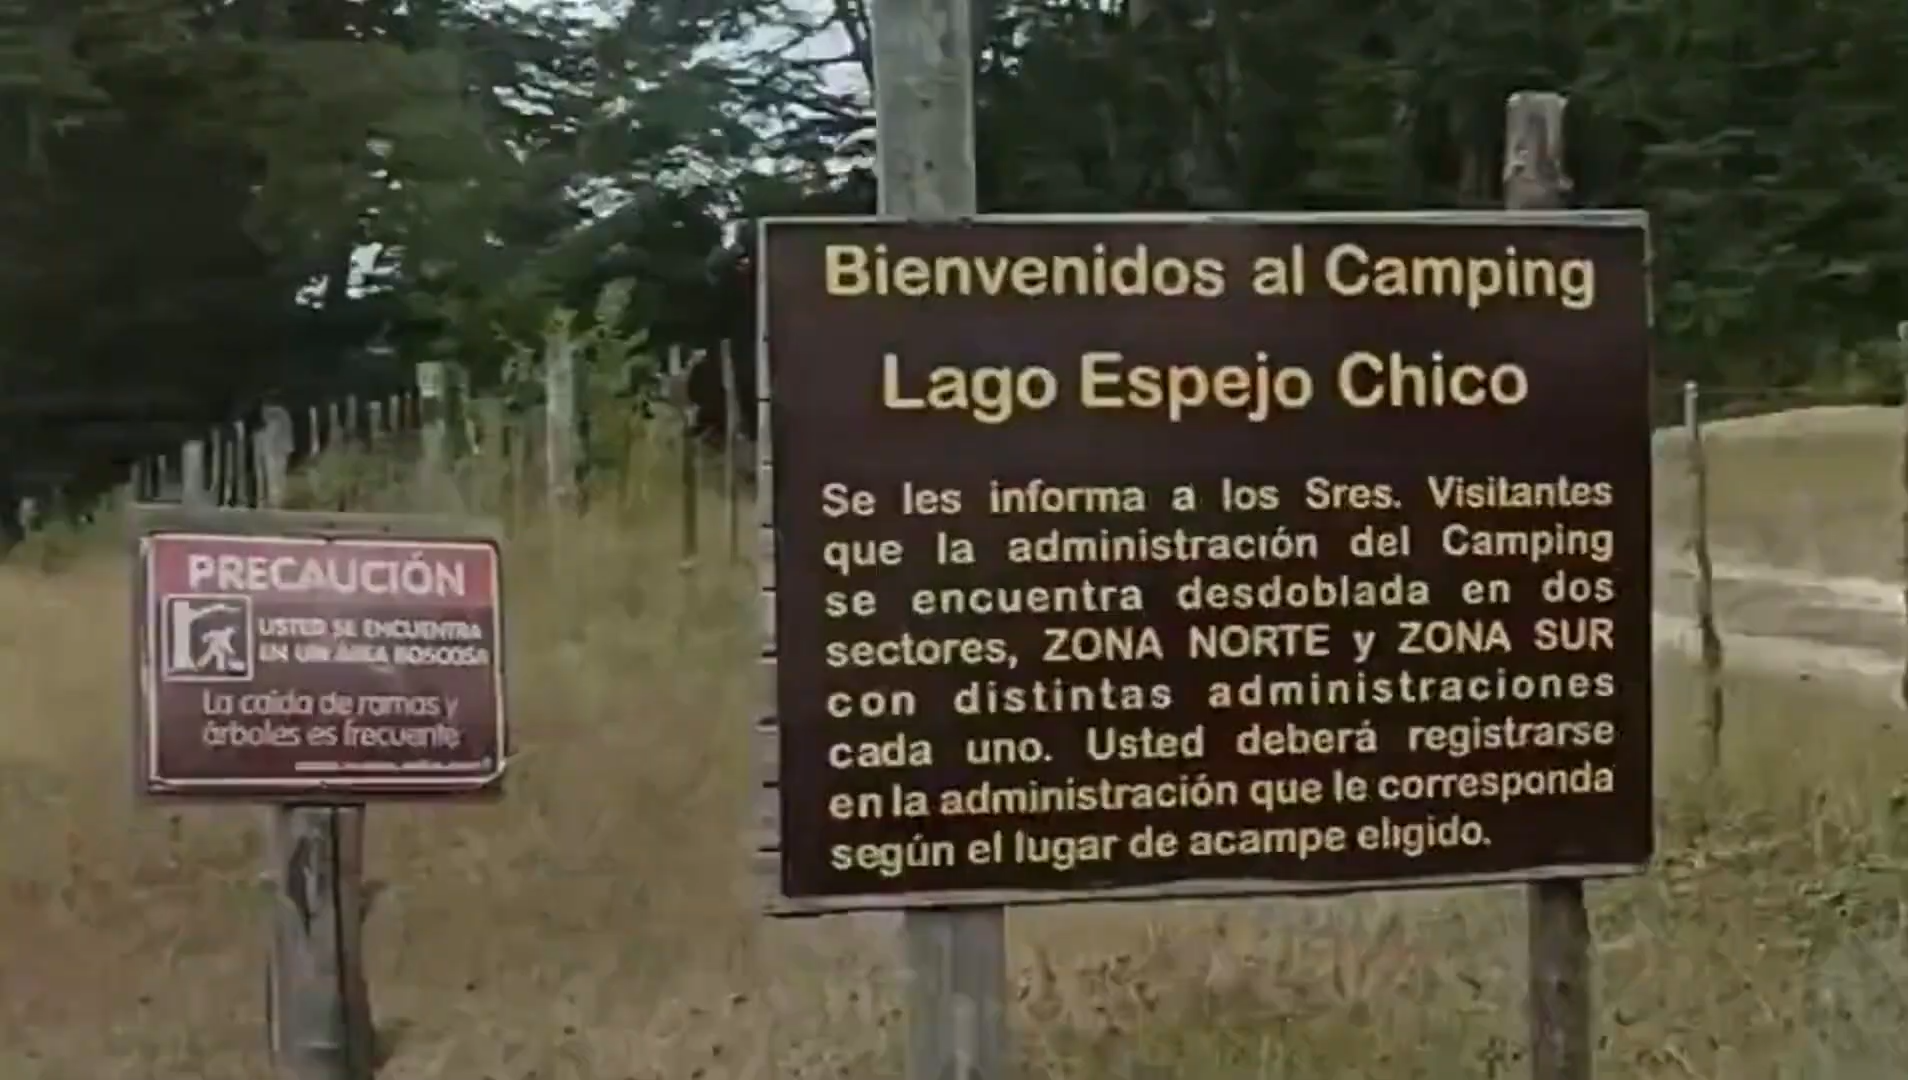 PRECAUCIÓN
USTED SE ENCUENTRA
EN UN ÁREA BOSCOSA
La caída de ramas y
árboles es frecuente
Bienvenidos al Camping
Lago Espejo Chico
Se les informa a los Sres. Visitantes
que la administración del Camping
se encuentra desdoblada en dos
sectores, ZONA NORTE y ZONA SUR
con distintas administraciones
cada uno. Usted deberá registrarse
en la administración que le corresponda
según el lugar de acampe eligido.